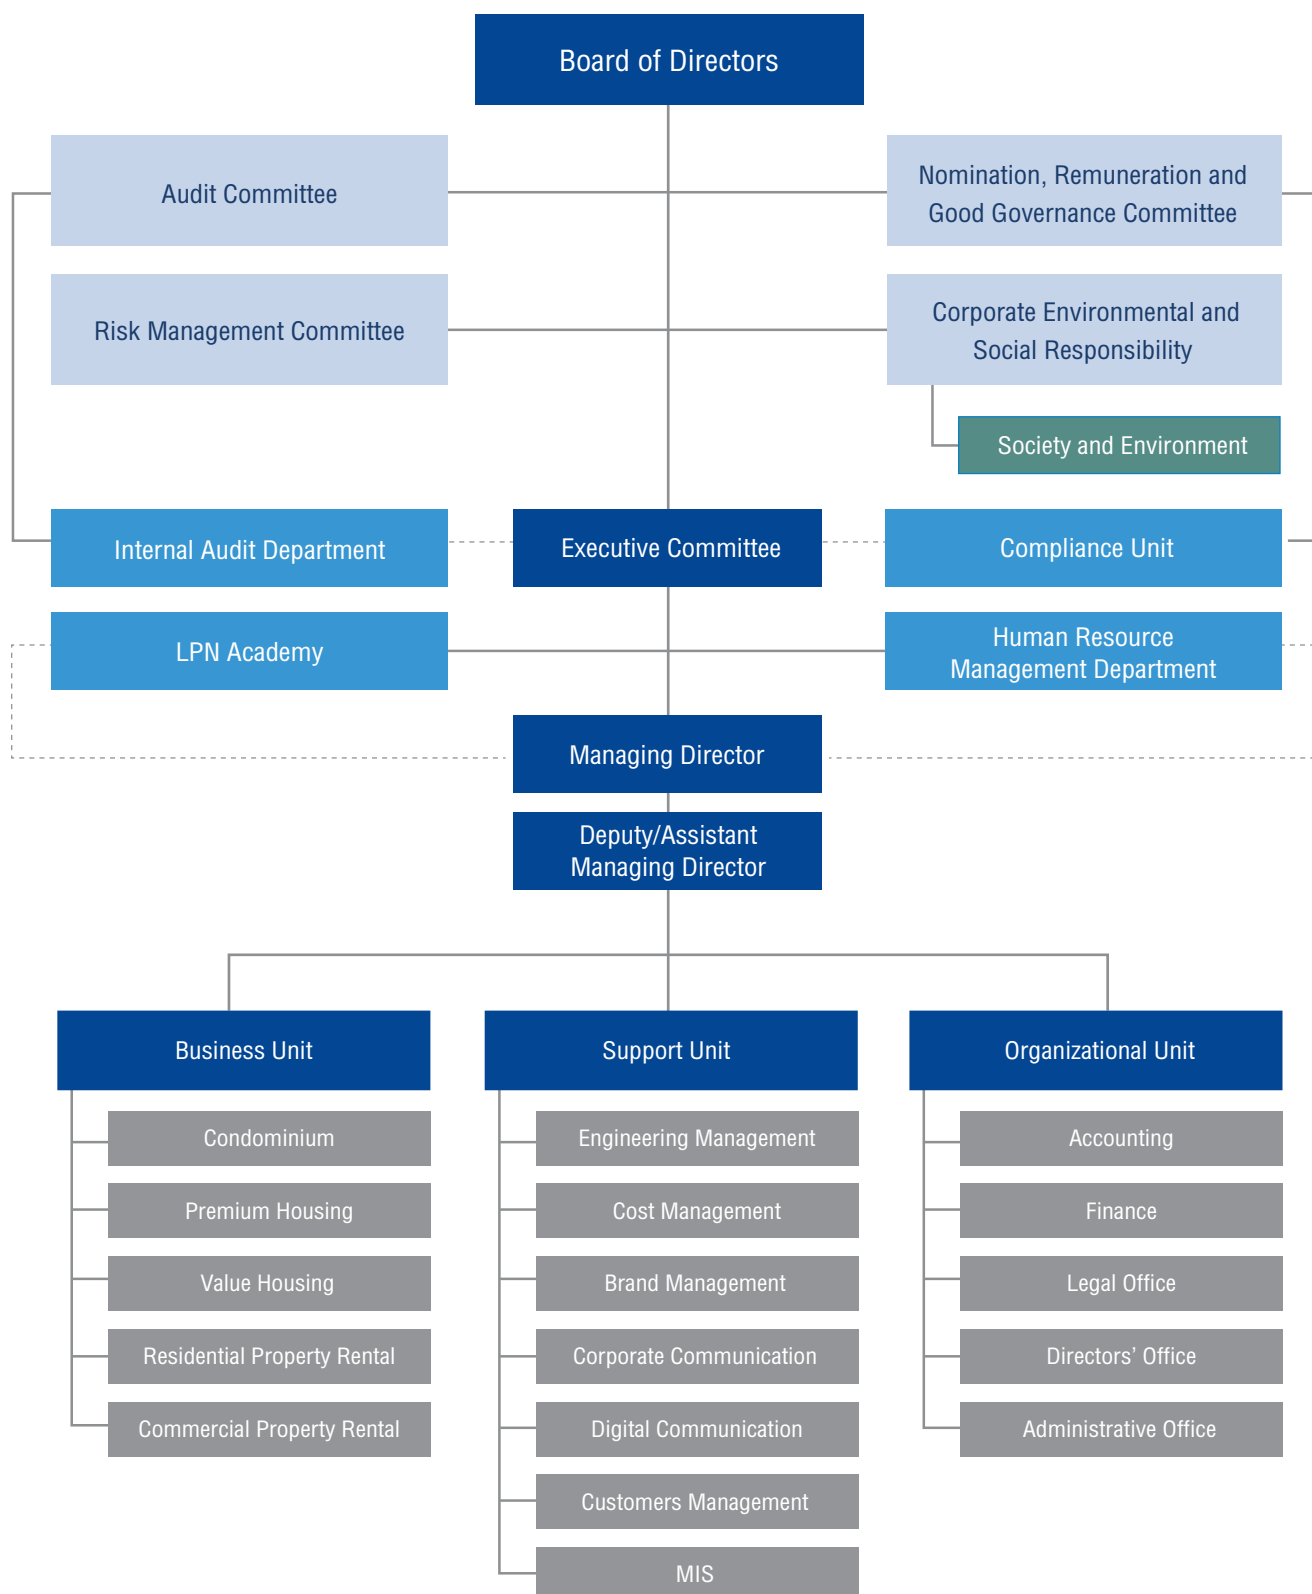 Board of Directors
Audit Committee
Nomination, Remuneration and
Good Governance Committee
Risk Management Committee
Corporate Environmental and
Social Responsibility
Society and Environment
Internal Audit Department
Executive Committee
Compliance Unit
LPN Academy
Human Resource
Management Department
Managing Director
Deputy/Assistant
Managing Director
Business Unit
Condominium
Premium Housing
Value Housing
Residential Property Rental
Commercial Property Rental
Support Unit
Engineering Management
Cost Management
Brand Management
Corporate Communication
Digital Communication
Customers Management
MIS
Organizational Unit
Accounting
Finance
Legal Office
Directors’ Office
Administrative Office